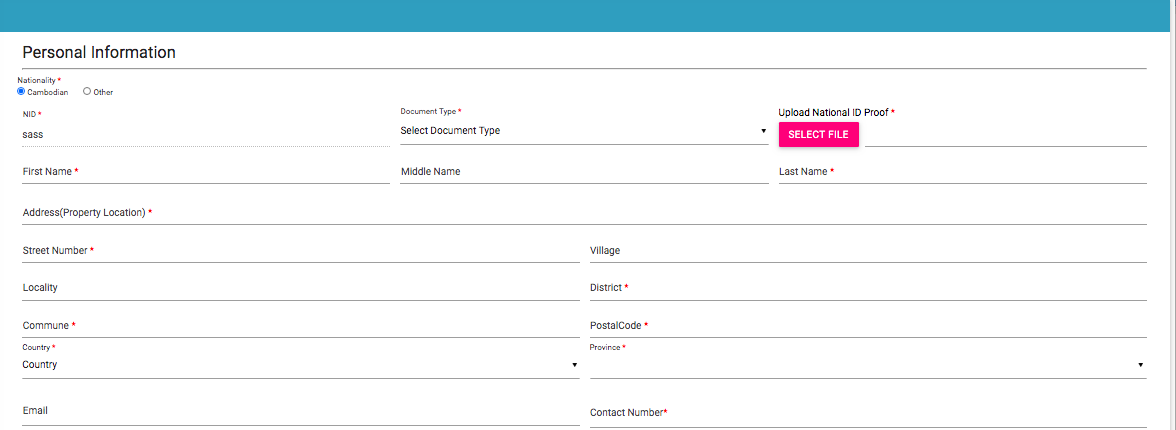 Personal Information
Nationality *
Cambodian Other
NID * Document Type * Upload National ID Proof *
sass Select Document Type SELECT FILE
First Name * Middle Name Last Name *
Address(Property Location) *
Street Number * Village
Locality District *
Commune * PostalCode *
Country * Province *
Country
Email Contact Number*